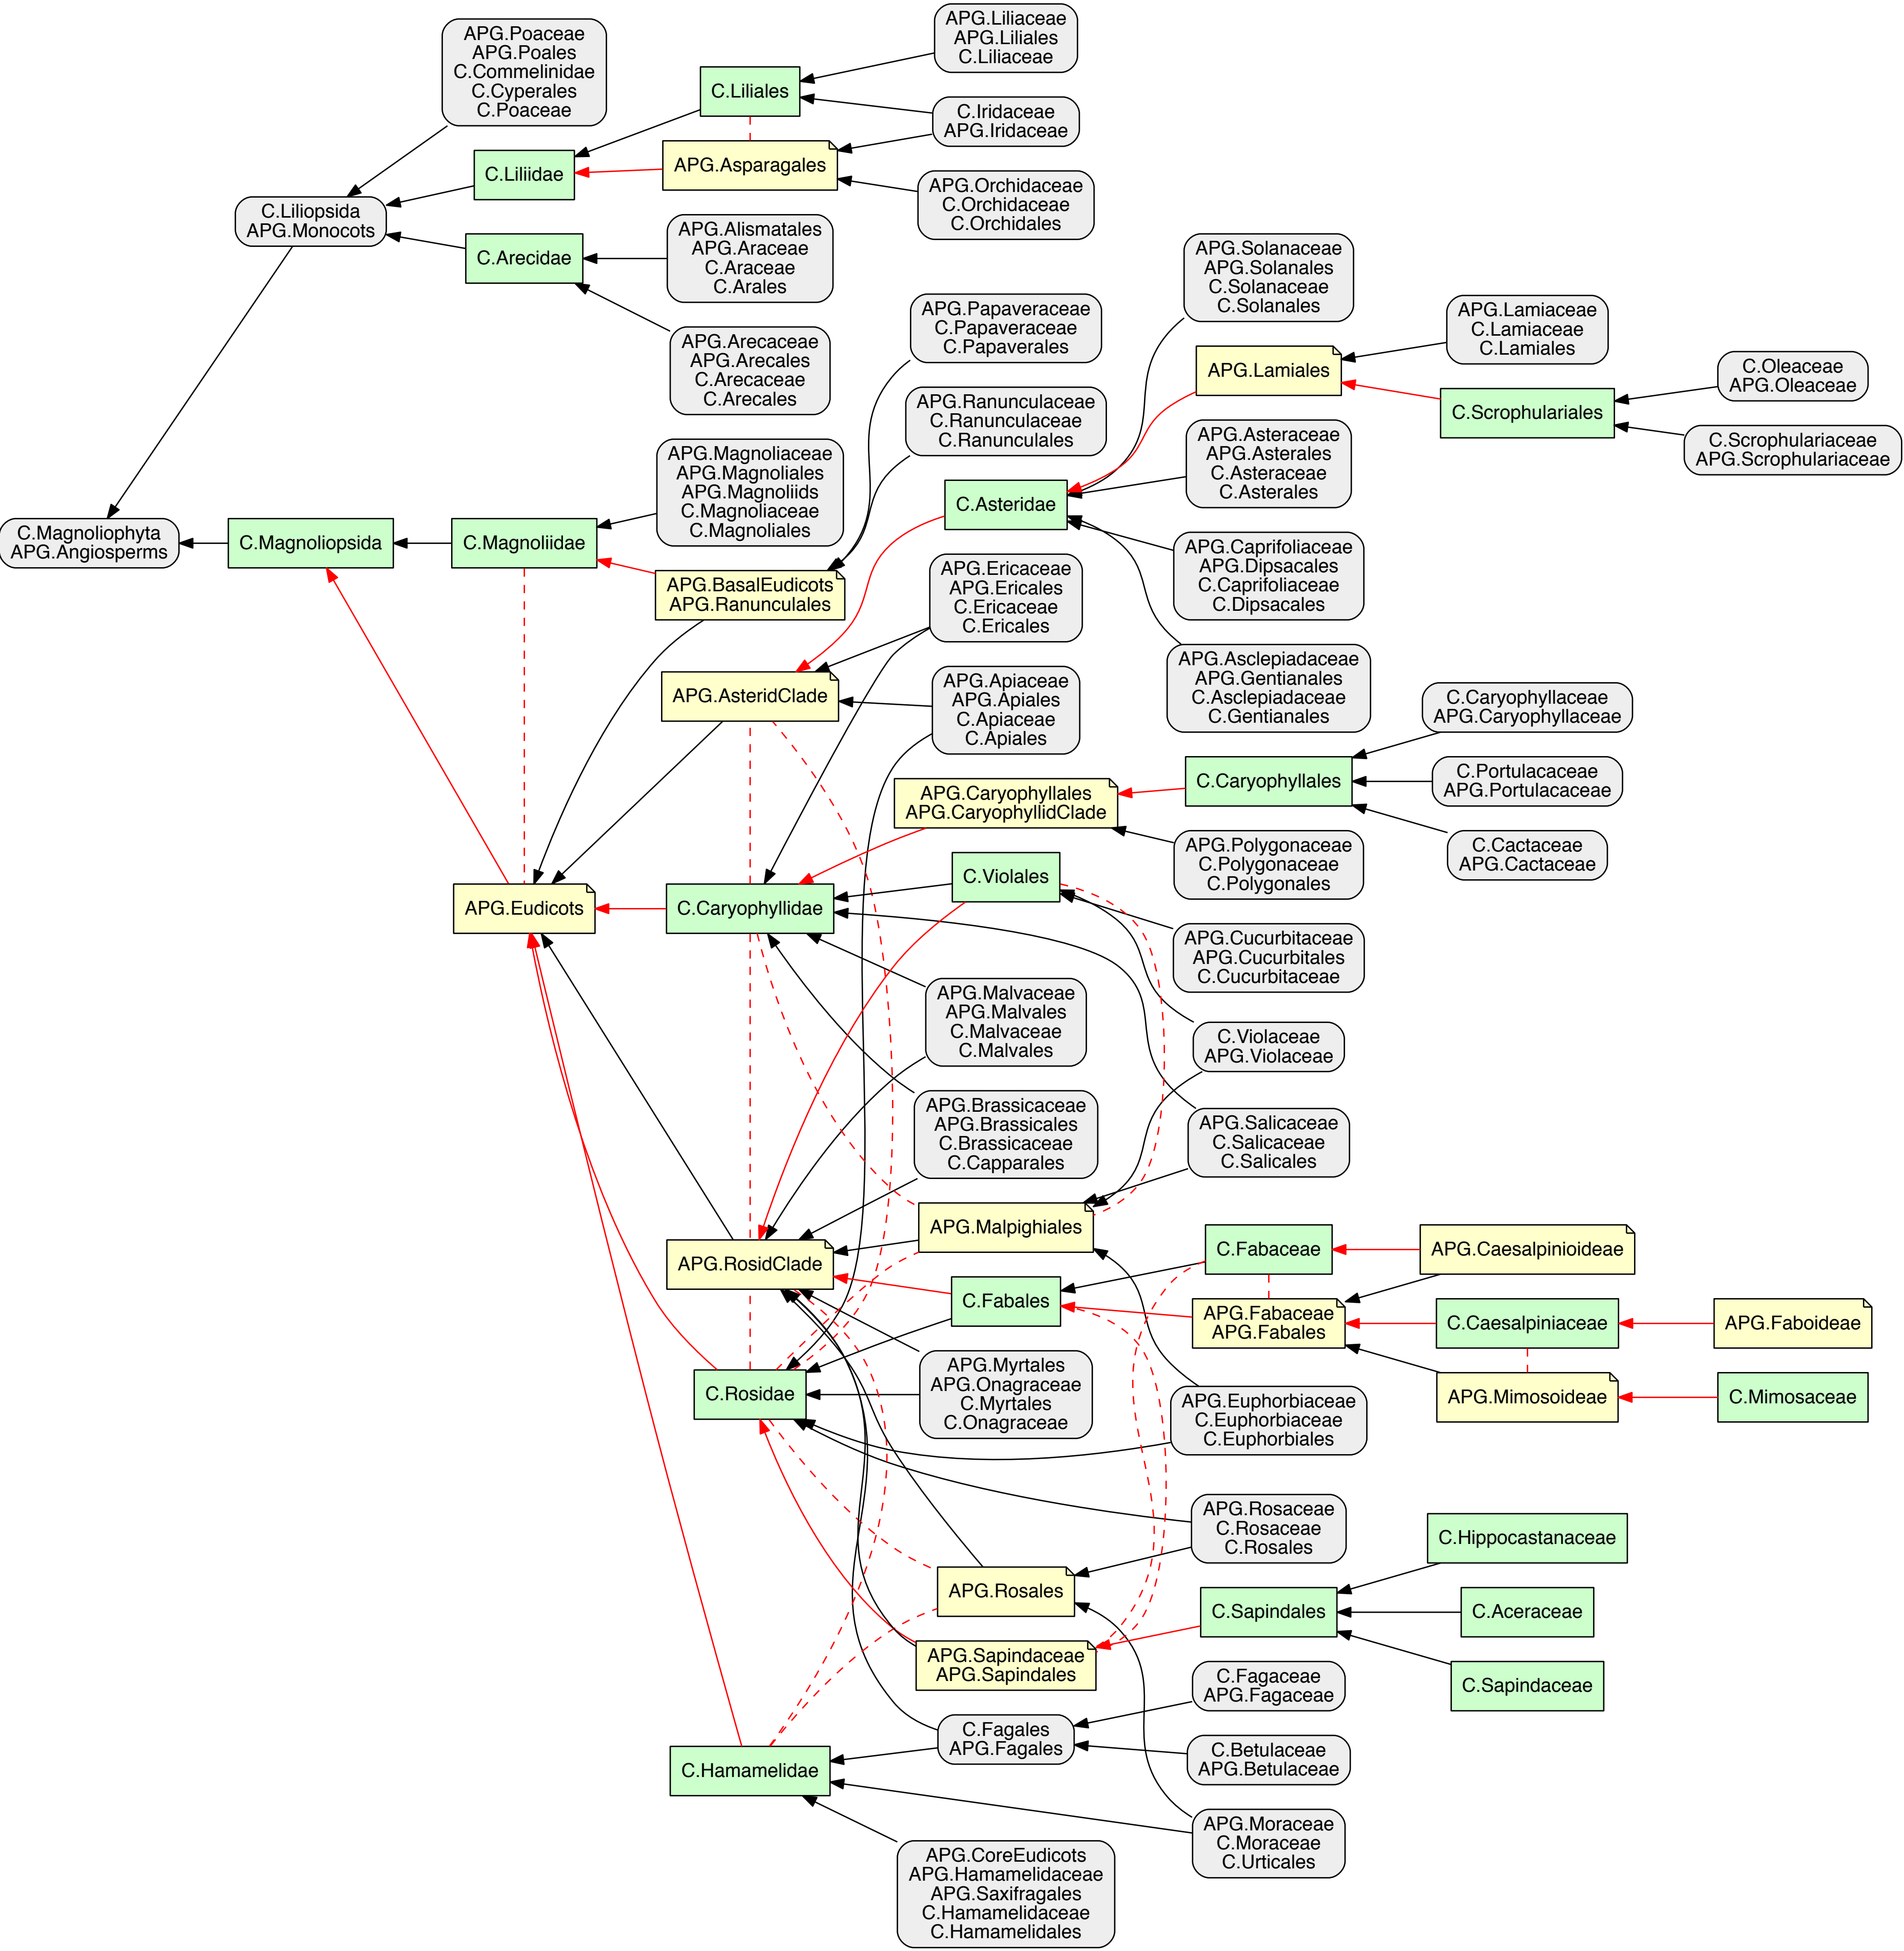 APG.Poaceae
APG.Poales
C.Commelinidae
C.Cyperales
C.Poaceae
C.Liliales
APG.Liliaceae
APG.Liliales
C.Liliaceae
C.Iridaceae
APG.Iridaceae
C.Liliidae
APG.Asparagales
APG.Orchidaceae
C.Orchidaceae
C.Orchidales
C.Liliopsida
APG.Monocots
C.Arecidae
APG.Alismatales
APG.Araceae
C.Araceae
C.Arales
APG.Arecaceae
APG.Arecales
C.Arecaceae
C.Arecales
APG.Papaveraceae
C.Papaveraceae
C.Papaverales
APG.Solanaceae
APG.Solanales
C.Solanaceae
C.Solanales
APG.Lamiaceae
C.Lamiaceae
C.Lamiales
APG.Lamiales
C.Oleaceae
APG.Oleaceae
C.Scrophulariales
C.Scrophulariaceae
APG.Scrophulariaceae
APG.Ranunculaceae
C.Ranunculaceae
C.Ranunculales
APG.Asteraceae
APG.Asterales
C.Asteraceae
C.Asterales
APG.Magnoliaceae
APG.Magnoliales
APG.Magnoliids
C.Magnoliaceae
C.Magnoliales
C.Asteridae
C.Magnoliophyta
APG.Angiosperms
C.Magnoliopsida
C.Magnoliidae
APG.BasalEudicots
APG.Ranunculales
APG.Ericaceae
APG.Ericales
C.Ericaceae
C.Ericales
APG.Caprifoliaceae
APG.Dipsacales
C.Caprifoliaceae
C.Dipsacales
APG.AsteridClade
APG.Apiaceae
APG.Apiales
C.Apiaceae
C.Apiales
APG.Asclepiadaceae
APG.Gentianales
C.Asclepiadaceae
C.Gentianales
C.Caryophyllaceae
APG.Caryophyllaceae
APG.Caryophyllales
APG.CaryophyllidClade
C.Caryophyllales
C.Portulacaceae
APG.Portulacaceae
APG.Polygonaceae
C.Polygonaceae
C.Polygonales
C.Cactaceae
APG.Cactaceae
C.Violales
APG.Eudicots
C.Caryophyllidae
APG.Cucurbitaceae
APG.Cucurbitales
C.Cucurbitaceae
APG.Malvaceae
APG.Malvales
C.Malvaceae
C.Malvales
C.Violaceae
APG.Violaceae
APG.Brassicaceae
APG.Brassicales
C.Brassicaceae
C.Capparales
APG.Salicaceae
C.Salicaceae
C.Salicales
APG.Malpighiales
APG.RosidClade
C.Fabaceae
APG.Caesalpinioideae
C.Fabales
APG.Fabaceae
APG.Fabales
C.Caesalpiniaceae
APG.Faboideae
C.Rosidae
APG.Myrtales
APG.Onagraceae
C.Myrtales
C.Onagraceae
APG.Euphorbiaceae
C.Euphorbiaceae
C.Euphorbiales
APG.Mimosoideae
C.Mimosaceae
APG.Rosaceae
C.Rosaceae
C.Rosales
C.Hippocastanaceae
APG.Rosales
C.Sapindales
C.Aceraceae
APG.Sapindaceae
APG.Sapindales
C.Sapindaceae
C.Fagaceae
APG.Fagaceae
C.Fagales
APG.Fagales
C.Hamamelidae
C.Betulaceae
APG.Betulaceae
APG.Moraceae
C.Moraceae
C.Urticales
APG.CoreEudicots
APG.Hamamelidaceae
APG.Saxifragales
C.Hamamelidaceae
C.Hamamelidales